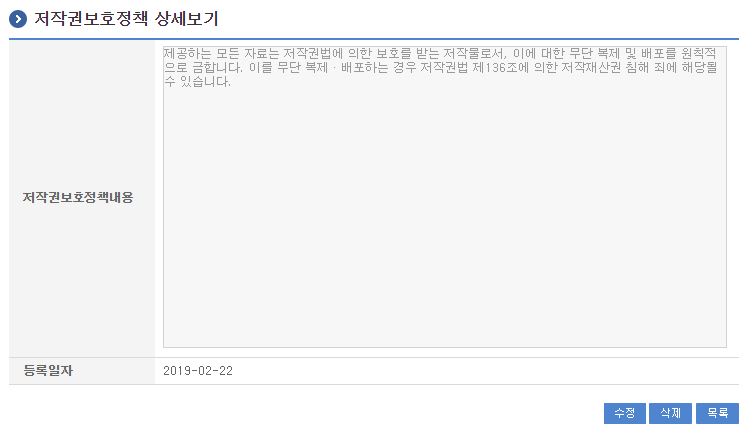 저작권보호정책 상세보기
제공하는 모든 자료는 저작권법에 의한 보호를 받는 저작물로서, 이에 대한 무단 복제 및 배포를 원칙적
으로 금합니다. 이를 무단 복제ㆍ배포하는 경우 저작권법 제136조에 의한 저작재산권 침해 죄에 해당될
수 있습니다.
저작권보호정책내용
등록일자 2019-02-22
수정 삭제 목록